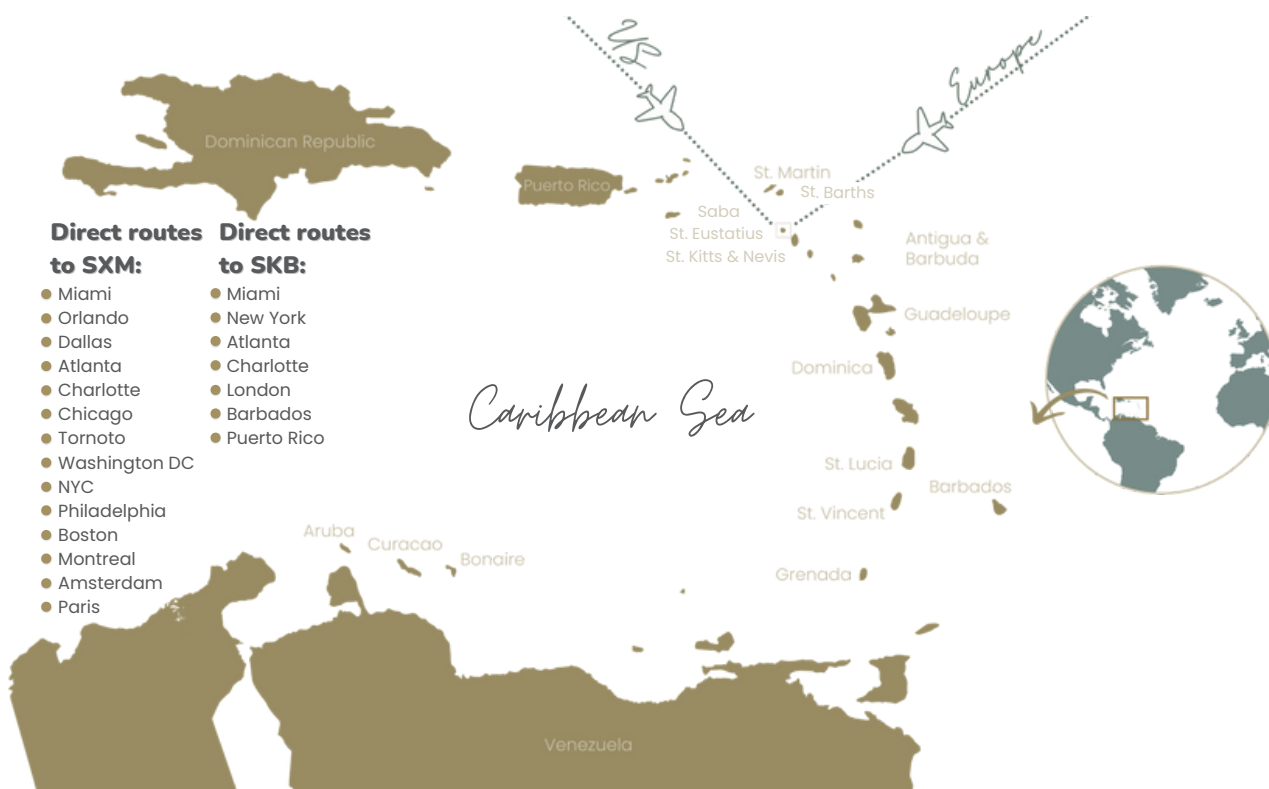 US
Europe
Dominican Republic
Puerto Rico
St. Martin
St. Barths
Saba
St. Eustatius
St. Kitts & Nevis
Antigua &
Barbuda
Guadeloupe
Dominica
Caribbean Sea
St. Lucia
Barbados
St. Vincent
Grenada
Direct routes
to SXM:
Miami
Orlando
Dallas
Atlanta
Charlotte
Chicago
Tornoto
Washington DC
NYC
Philadelphia
Boston
Montreal
Amsterdam
Paris
Direct routes
to SKB:
Miami
New York
Atlanta
Charlotte
London
Barbados
Puerto Rico
Aruba
Curacao
Bonaire
Venezuela